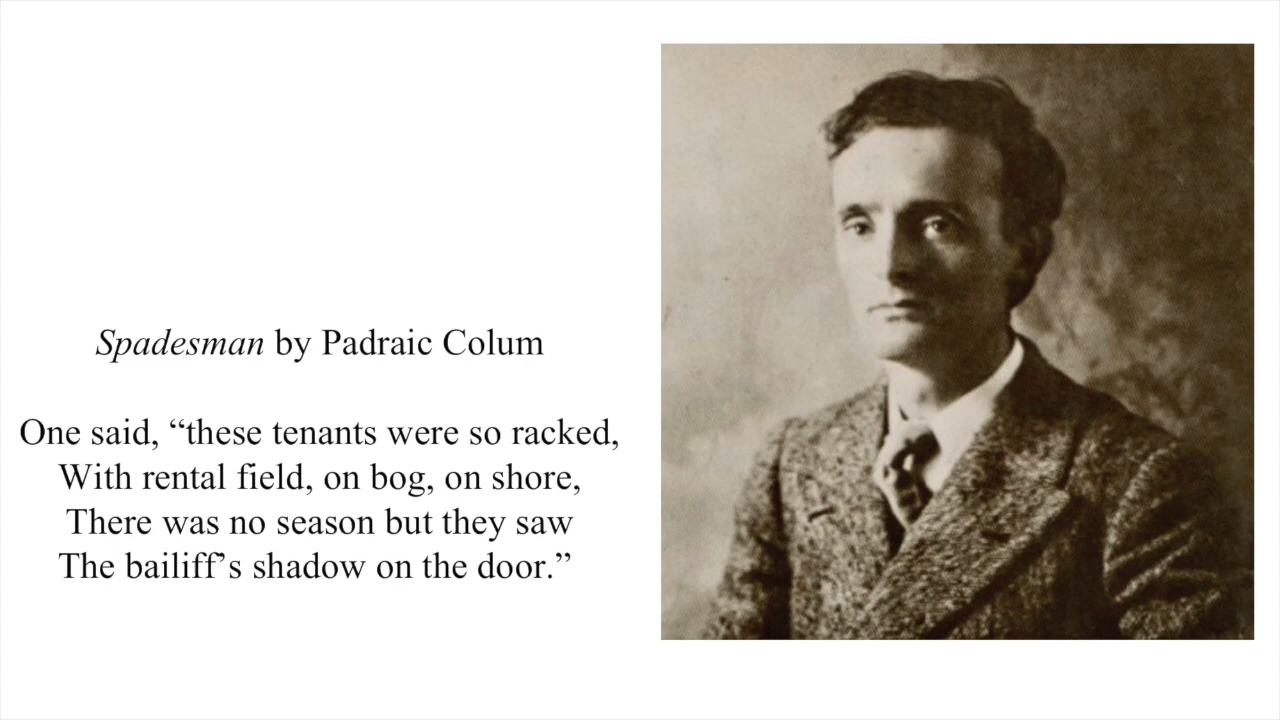 Spadesman by Padraic Colum
One said, “these tenants were so racked,
With rental field, on bog, on shore,
There was no season but they saw
The bailiff’s shadow on the door.”